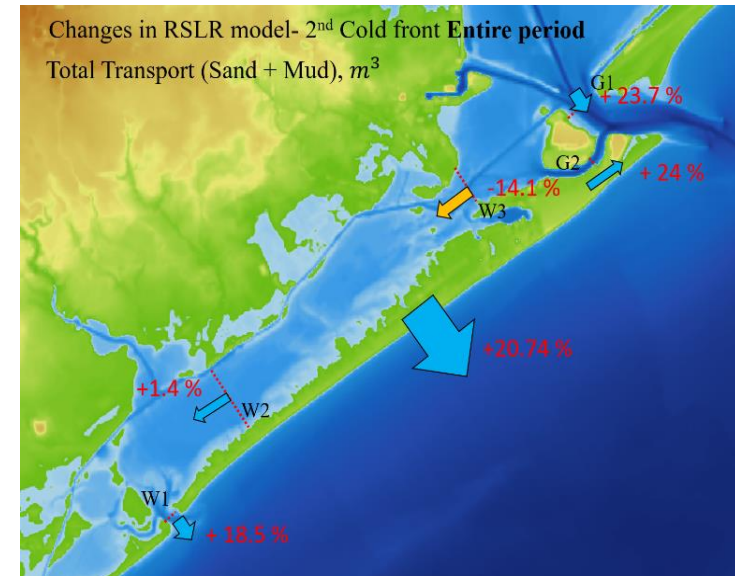 Changes in RSLR model- 2nd Cold front Entire period
Total Transport (Sand + Mud), m³
G1
+ 23.7 %
G2
+ 24 %
-14.1 %
W3
+20.74 %
+1.4 %
W2
W1
+ 18.5 %